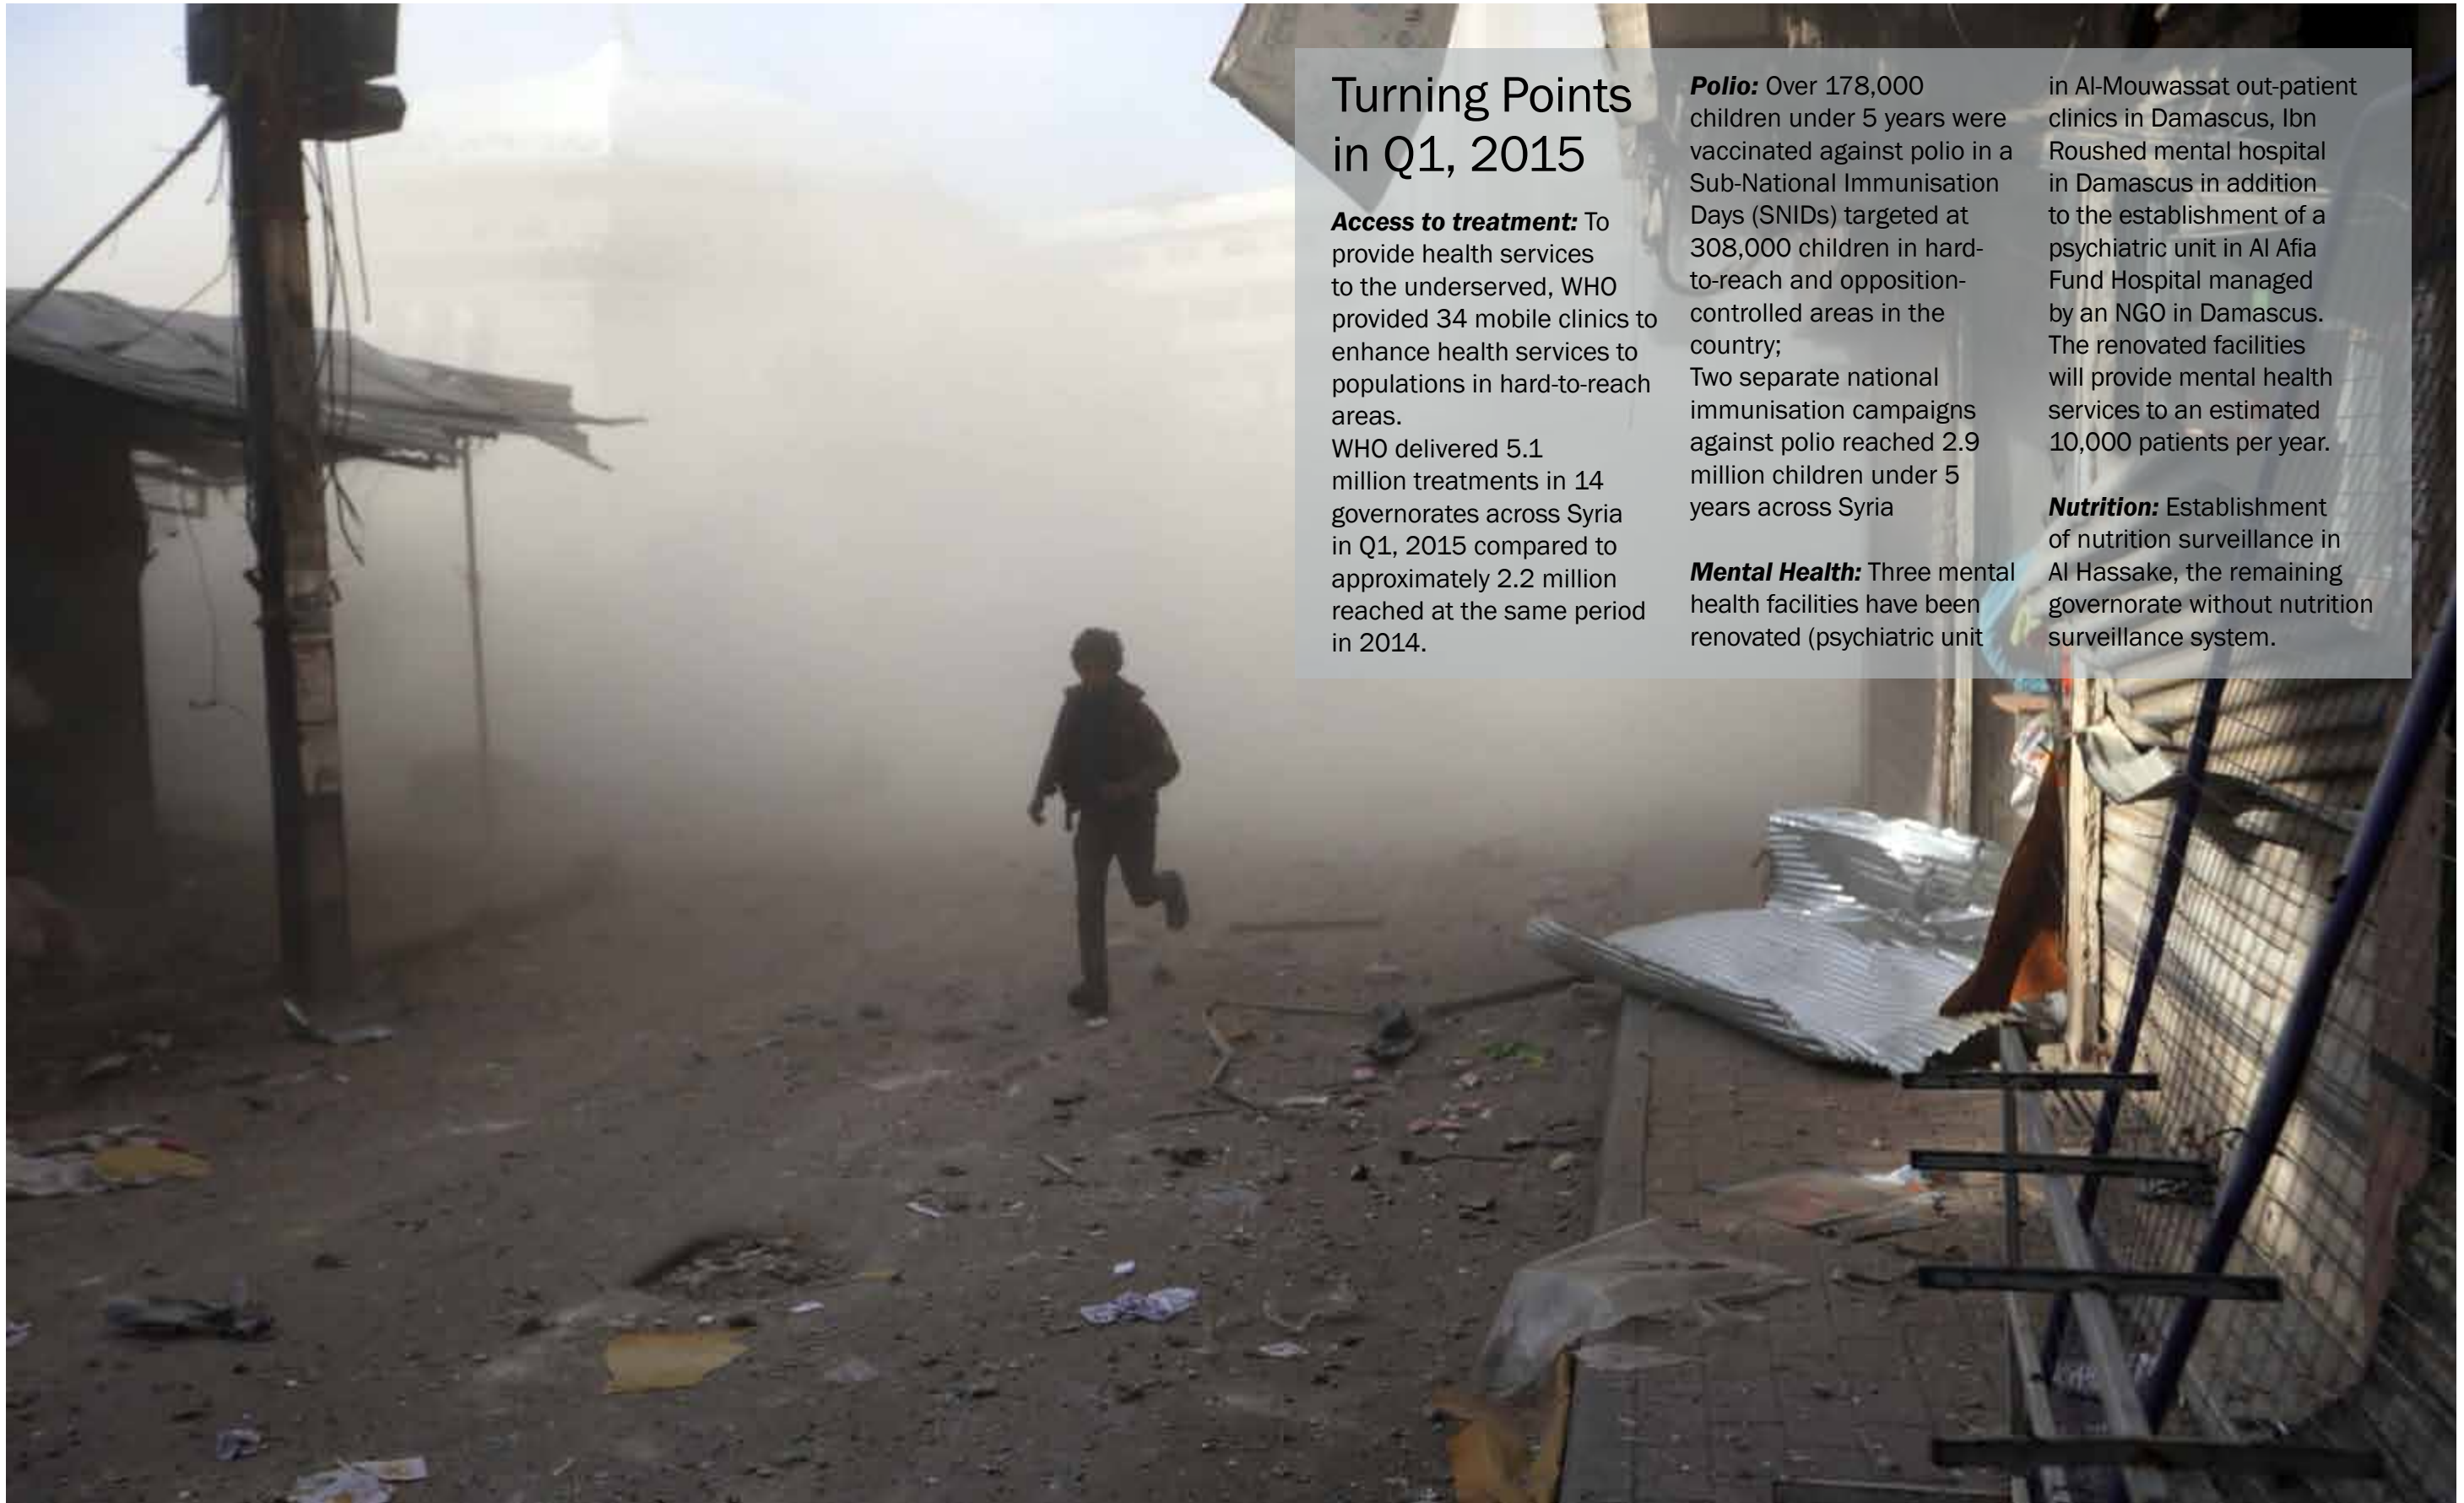 Turning Points
in Q1, 2015
Access to treatment: To
provide health services
to the underserved, WHO
provided 34 mobile clinics to
enhance health services to
populations in hard-to-reach
areas.
WHO delivered 5.1
million treatments in 14
governorates across Syria
in Q1, 2015 compared to
approximately 2.2 million
reached at the same period
in 2014.
Polio: Over 178,000
children under 5 years were
vaccinated against polio in a
Sub-National Immunisation
Days (SNIDs) targeted at
308,000 children in hard-
to-reach and opposition-
controlled areas in the
country;
Two separate national
immunisation campaigns
against polio reached 2.9
million children under 5
years across Syria
Mental Health: Three mental
health facilities have been
renovated (psychiatric unit
in Al-Mouwassat out-patient
clinics in Damascus, Ibn
Roushed mental hospital
in Damascus in addition
to the establishment of a
psychiatric unit in Al Afia
Fund Hospital managed
by an NGO in Damascus.
The renovated facilities
will provide mental health
services to an estimated
10,000 patients per year.
Nutrition: Establishment
of nutrition surveillance in
Al Hassake, the remaining
governorate without nutrition
surveillance system.